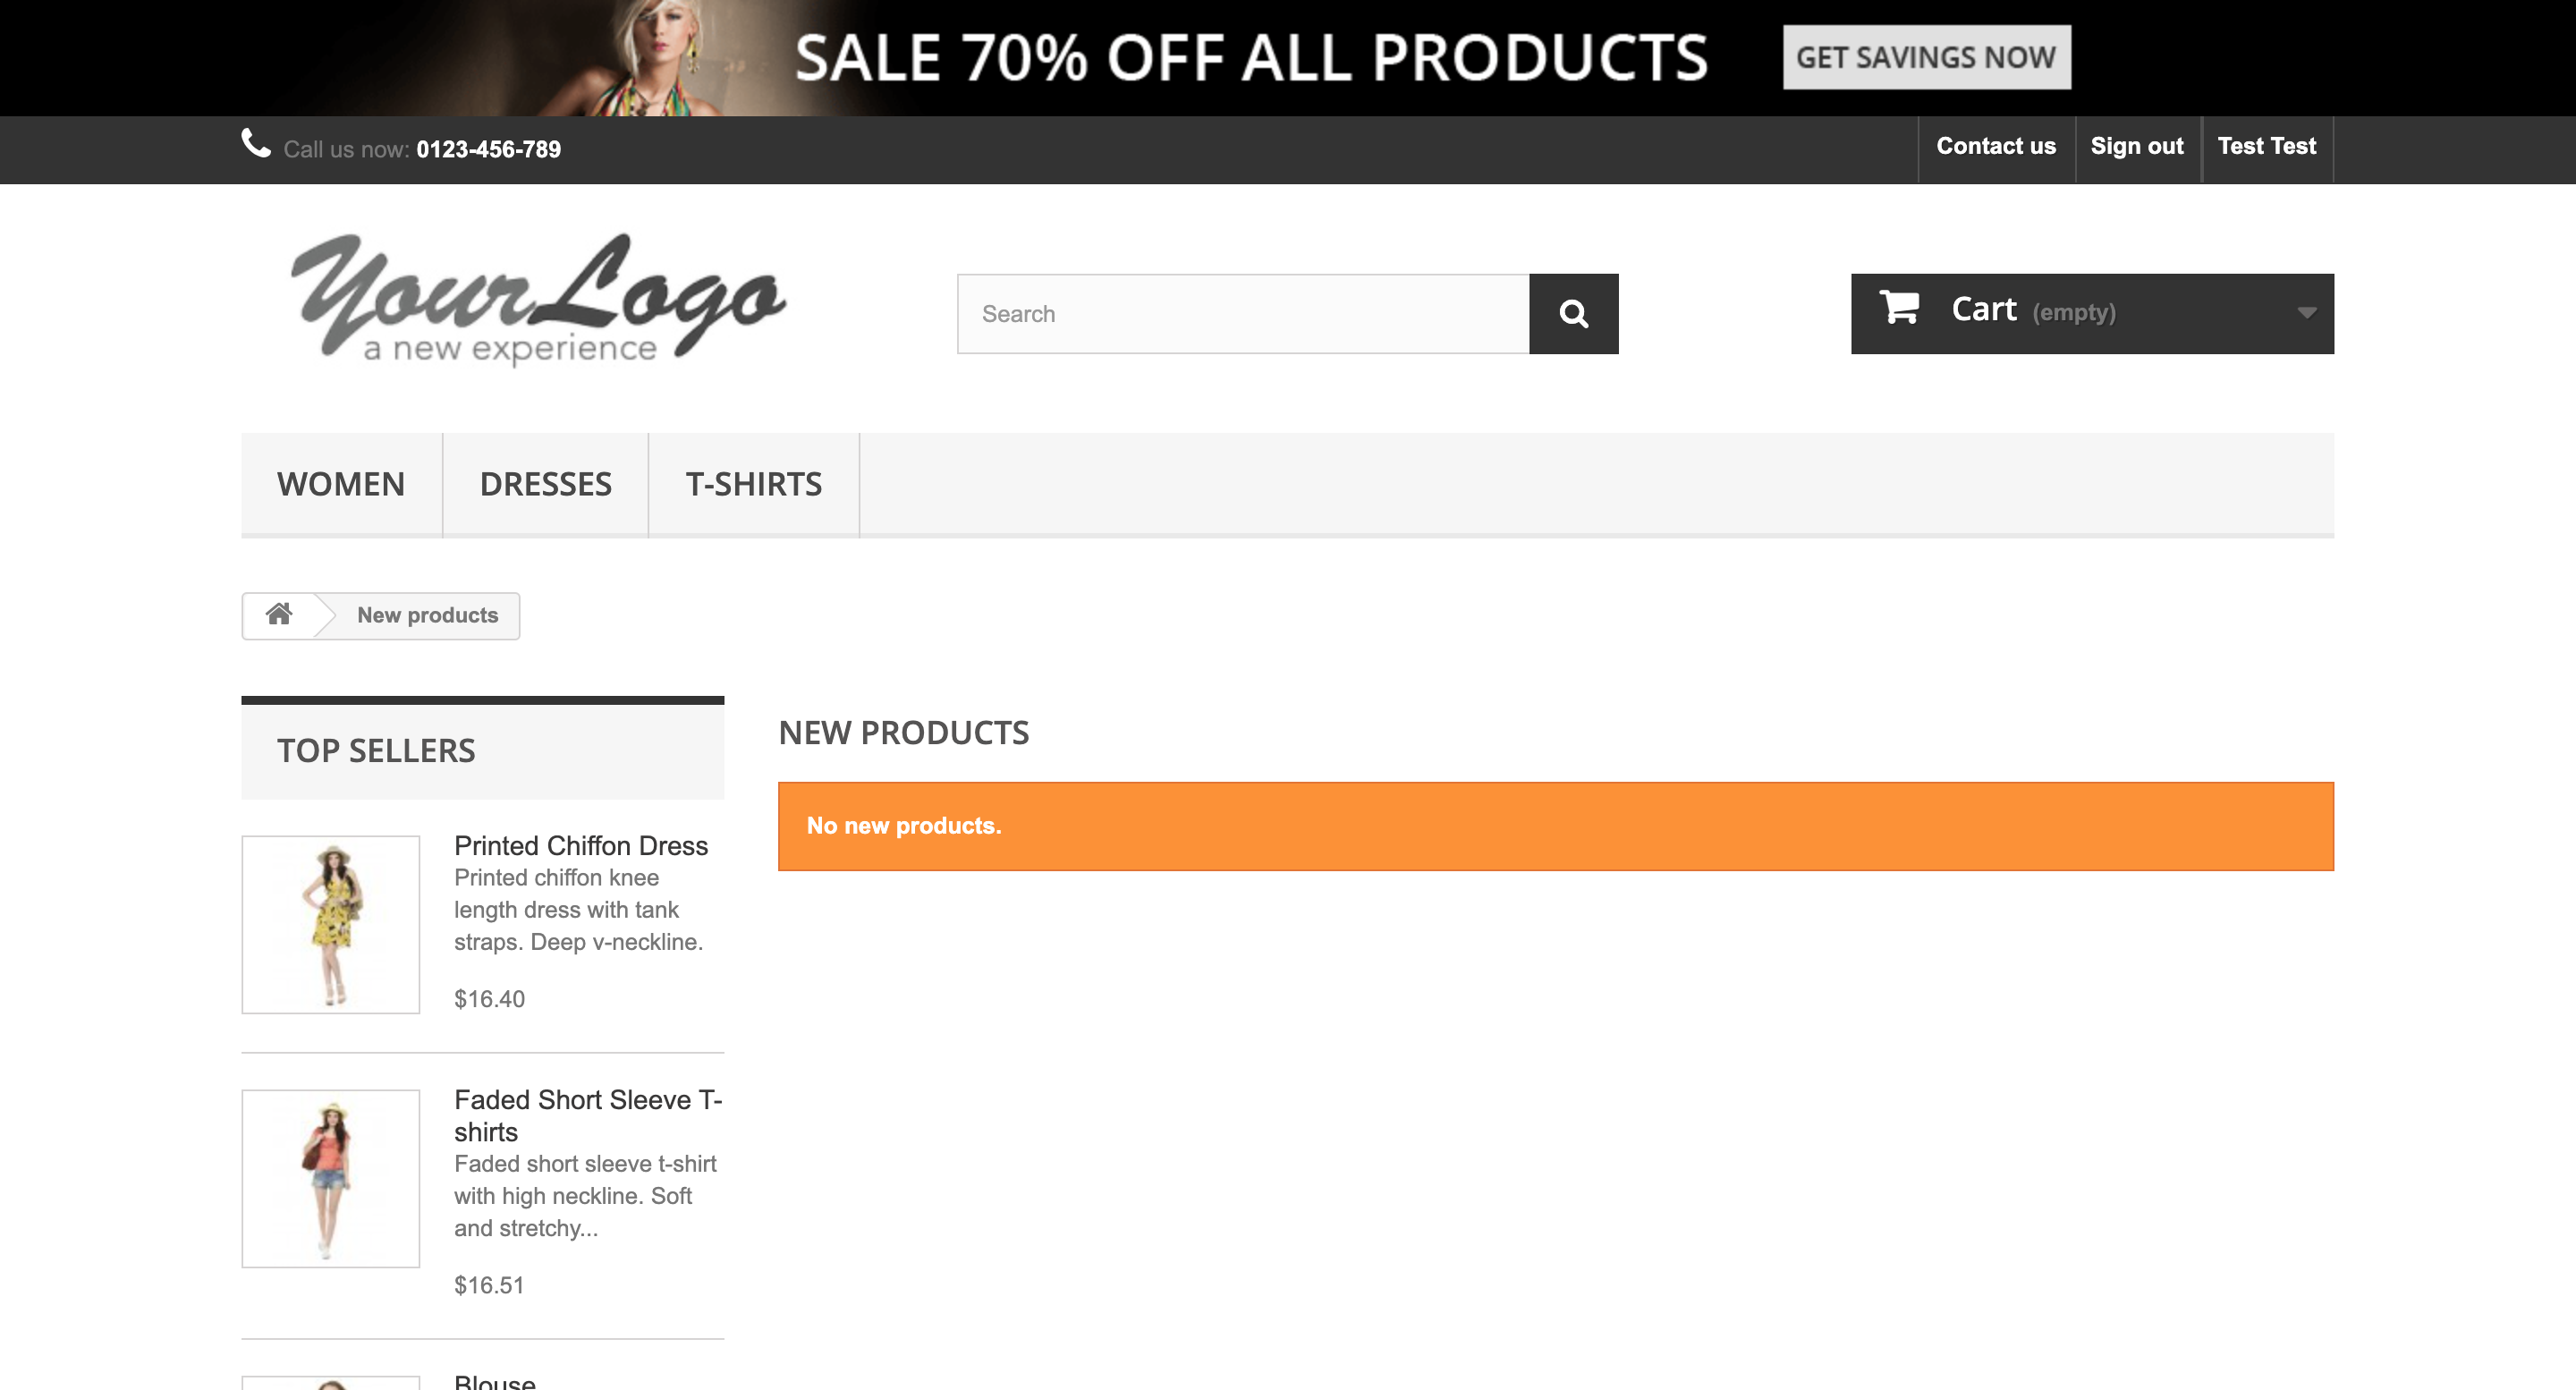 SALE 70% OFF ALL PRODUCTS
GET SAVINGS NOW
Call us now: 0123-456-789
Contact us
Sign out
Test Test
YourLogo
a new experience
Search
Cart (empty)
WOMEN
DRESSES
T-SHIRTS
New products
TOP SELLERS
Printed Chiffon Dress
Printed chiffon knee
length dress with tank
straps. Deep v-neckline.
$16.40
Faded Short Sleeve T-
shirts
Faded short sleeve t-shirt
with high neckline. Soft
and stretchy...
$16.51
Blouse
NEW PRODUCTS
No new products.